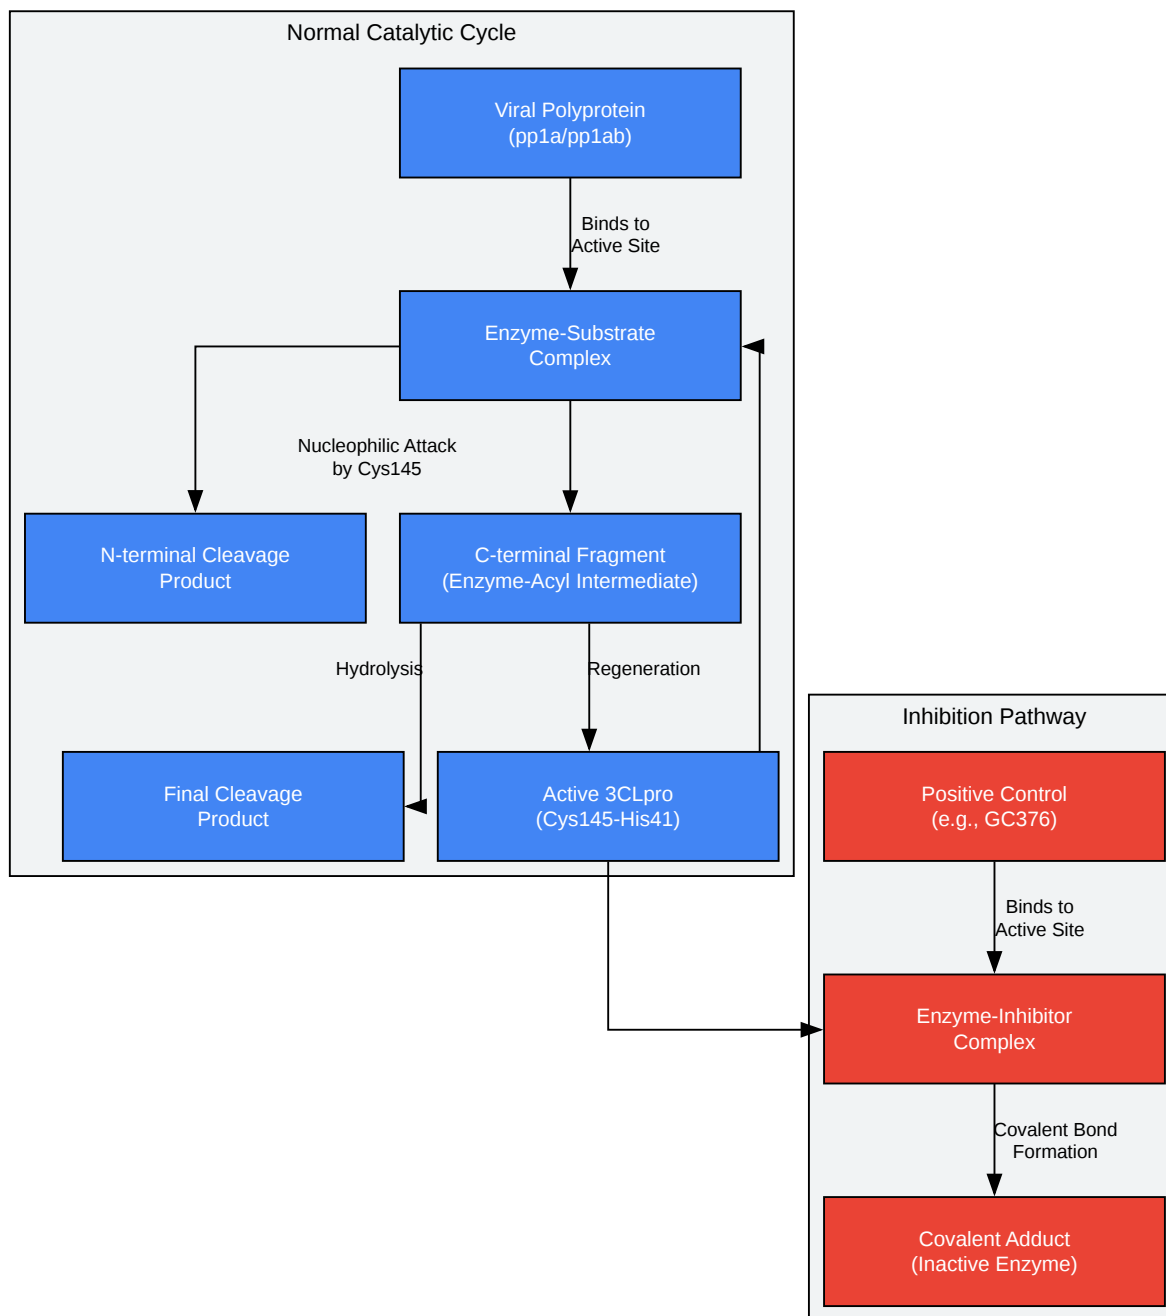 Normal Catalytic Cycle
Viral Polyprotein
(pp1a/pp1ab)
Binds to
Active Site
Enzyme-Substrate
Complex
Nucleophilic Attack
by Cys145
N-terminal Cleavage
Product
C-terminal Fragment
(Enzyme-Acyl Intermediate)
Hydrolysis
Regeneration
Final Cleavage
Product
Active 3CLpro
(Cys145-His41)
Inhibition Pathway
Positive Control
(e.g., GC376)
Binds to
Active Site
Enzyme-Inhibitor
Complex
Covalent Bond
Formation
Covalent Adduct
(Inactive Enzyme)